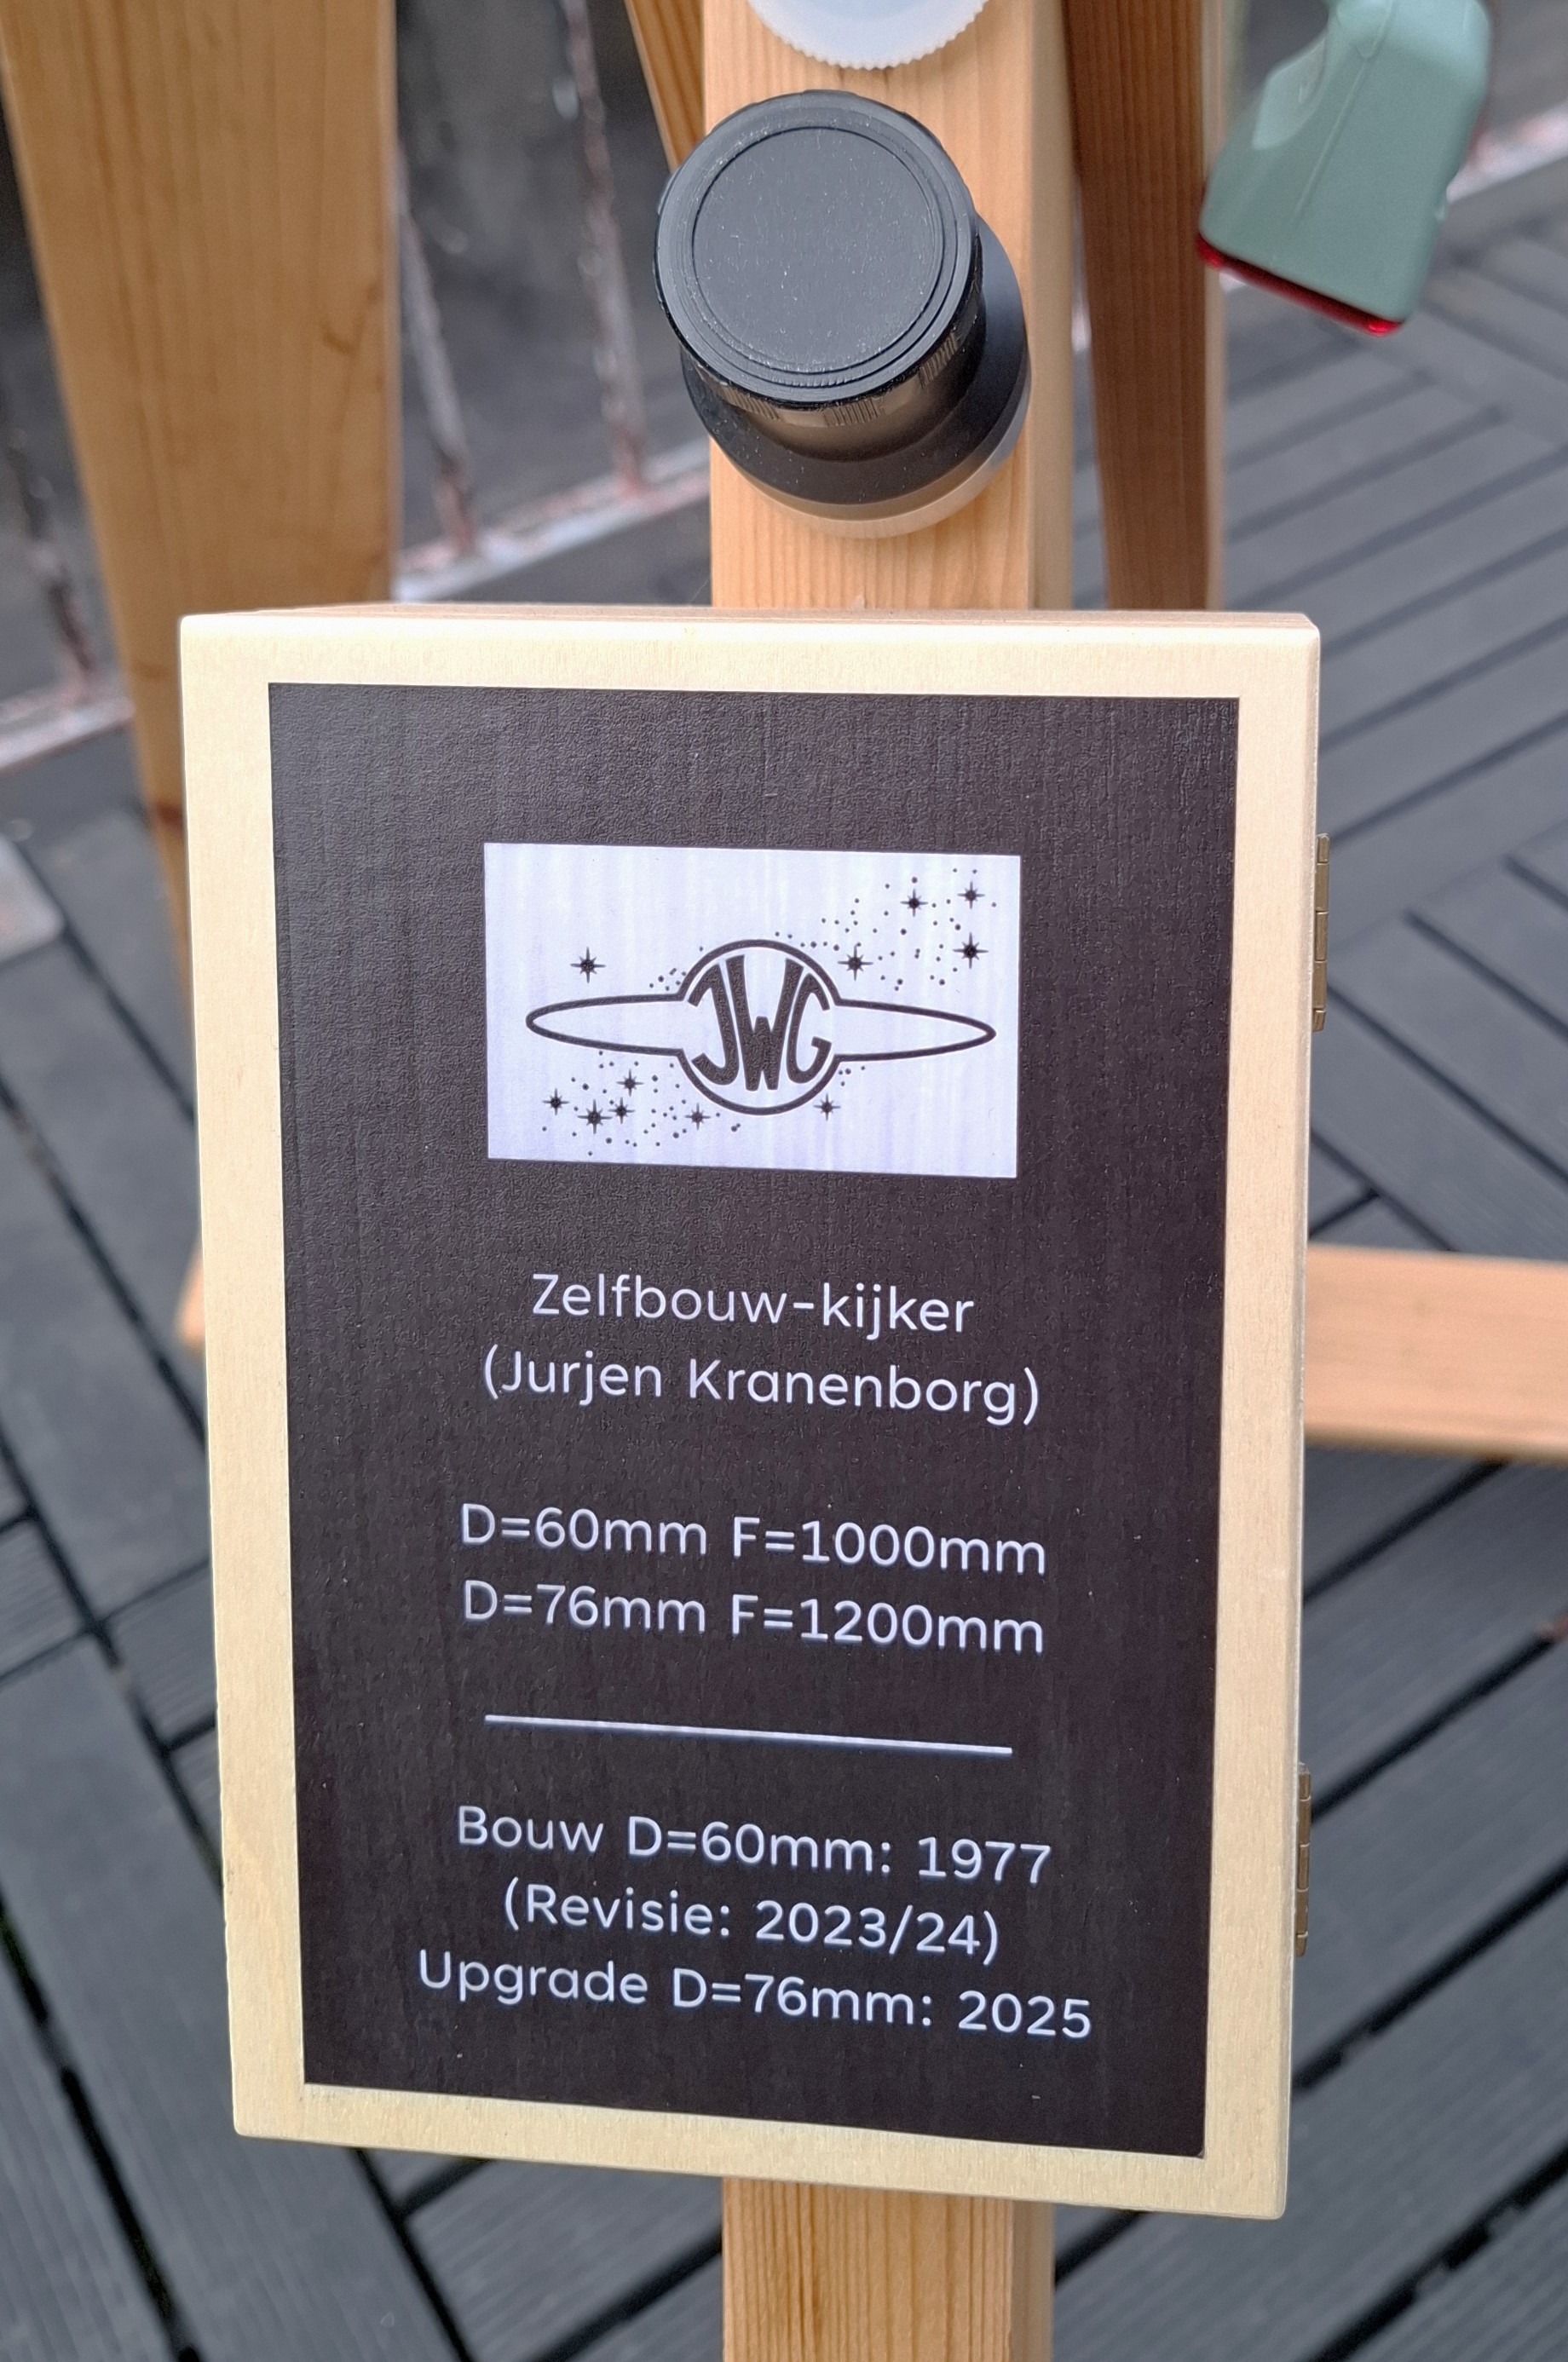 JWG
Zelfbouw-kijker
(Jurjen Kranenborg)
D=60mm F=1000mm
D=76mm F=1200mm
Bouw D=60mm: 1977
(Revisie: 2023/24)
Upgrade D=76mm: 2025